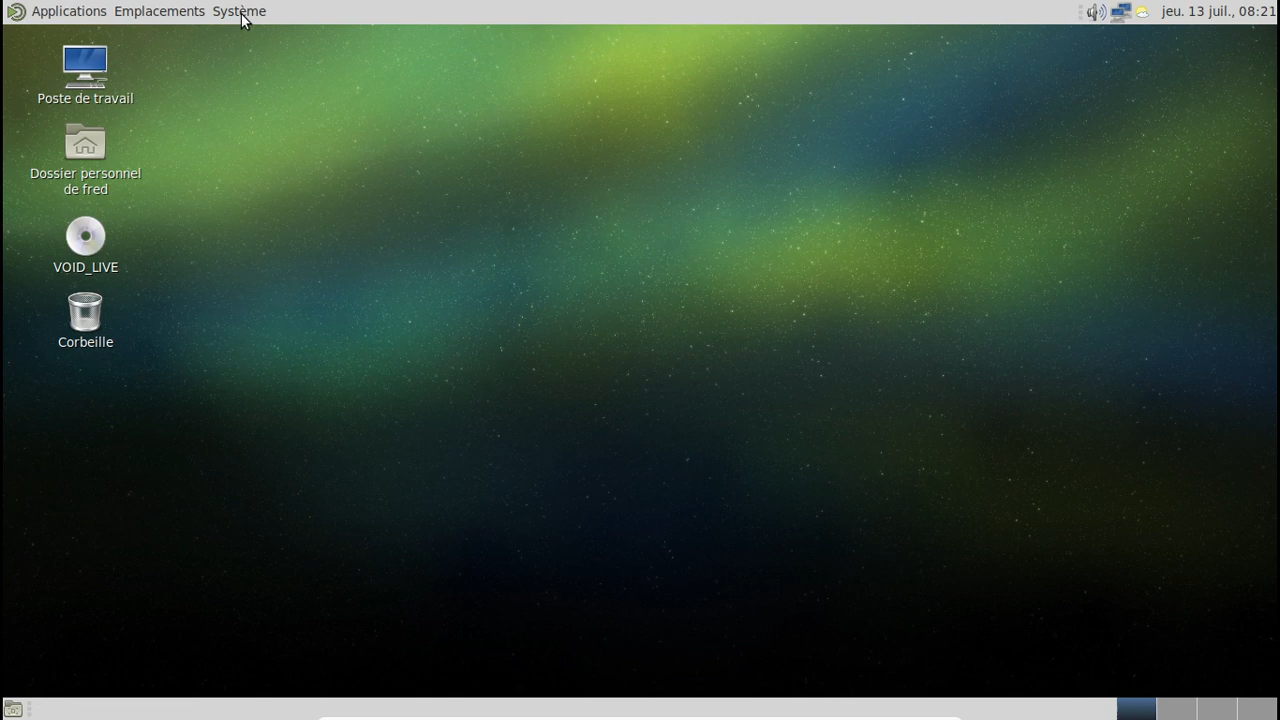 Applications Emplacements Système jeu. 13 juil., 08:21
Poste de travail
Dossier personnel
de fred
VOID_LIVE
Corbeille